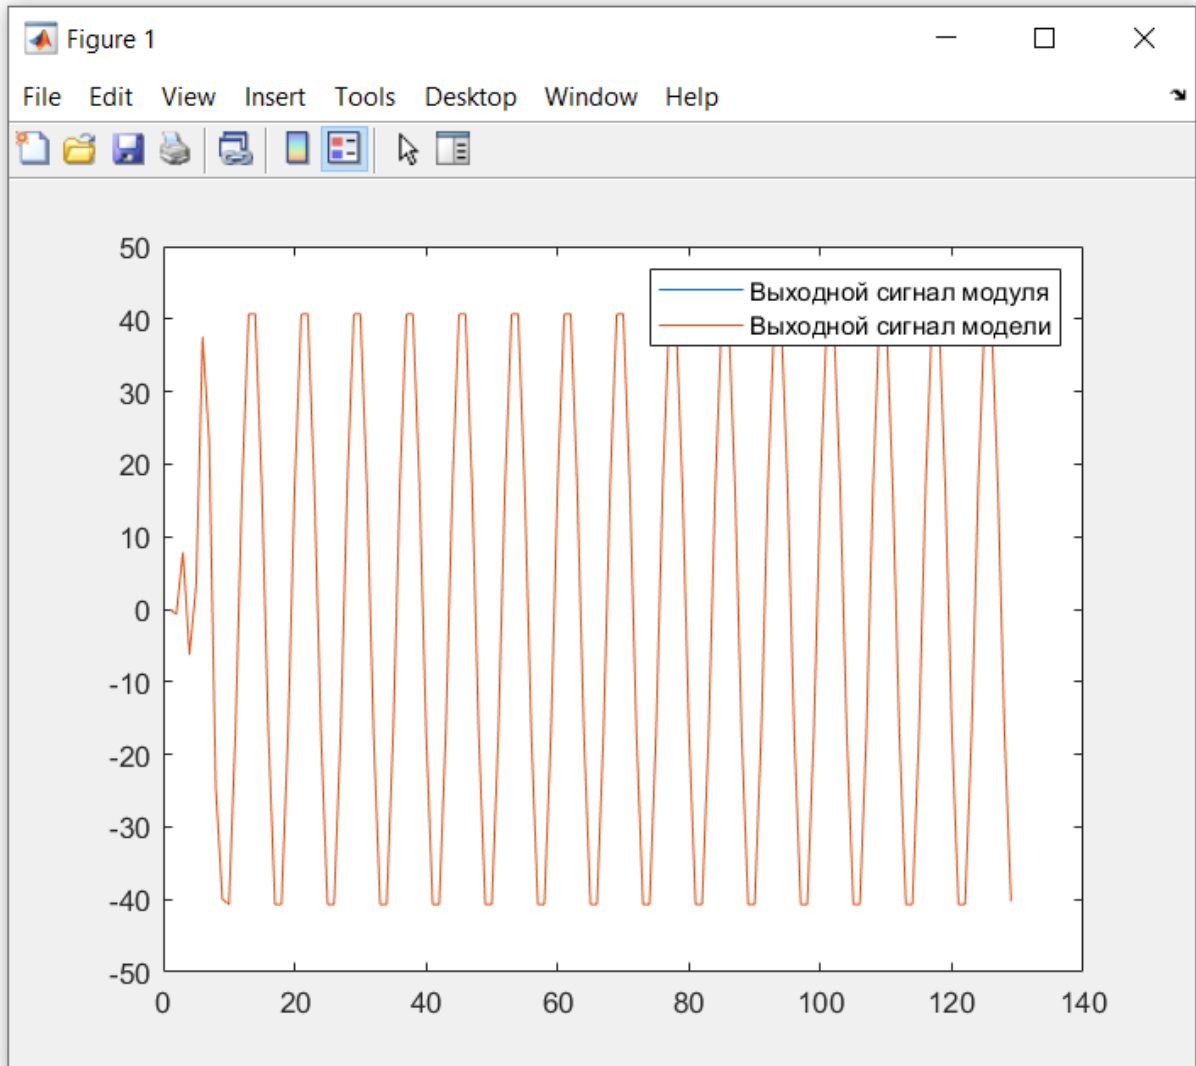 Figure 1
File Edit View Insert Tools Desktop Window Help
50
40
30
20
10
0
-10
-20
-30
-40
-50
Выходной сигнал модуля
Выходной сигнал модели
0 20 40 60 80 100 120 140